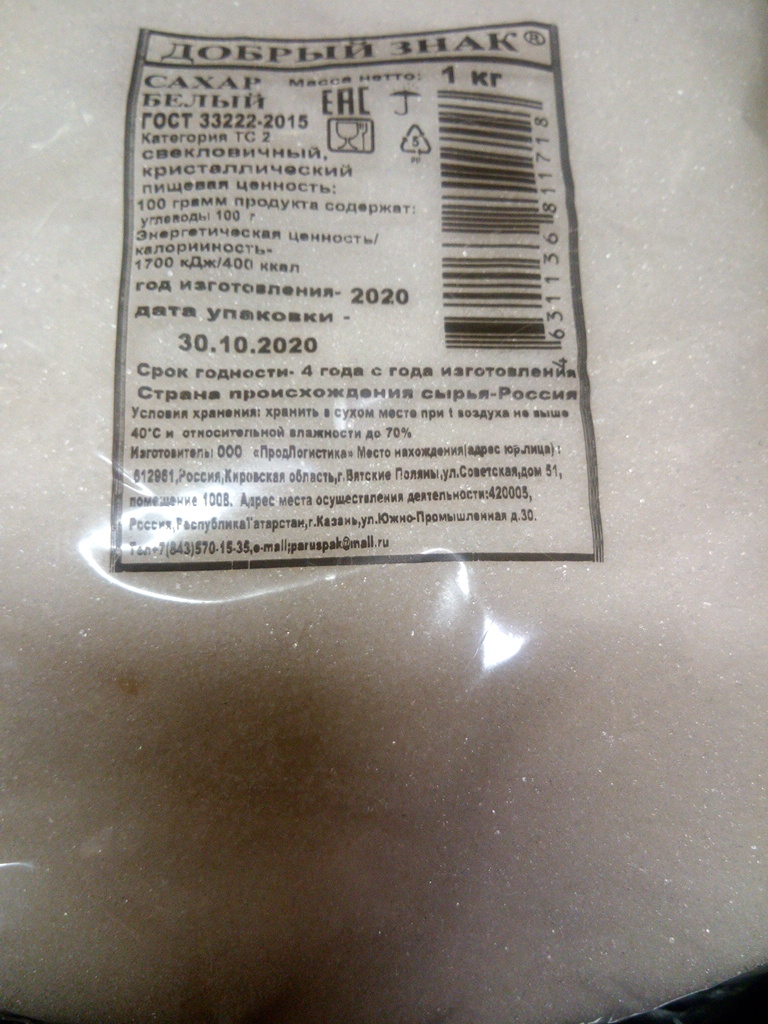 ДОБРЫЙ ЗНАК®
САХАР Масса нетто: 1 кг
БЕЛЫЙ EAC
ГОСТ 33222-2015
Категория ТС 2
свекловичный,
5
кристаллический
PP
пищевая ценность:
100 грамм продукта содержат:
углеводы 100 г
Энергетическая ценность/
калорийность-
1700 кДж/400 ккал
год изготовления- 2020
дата упаковки -
30.10.2020
4631136811718
Срок годности- 4 года с года изготовления
Страна происхождения сырья-Россия
Условия хранения: хранить в сухом месте при t воздуха не выше
40°С и относительной влажности до 70%
Изготовитель: ООО «ПродЛогистика» Место нахождения(адрес юр.лица) :
612961,Россия,Кировская область,г.Вятские Поляны,ул.Советская,дом 51,
помещение 1008. Адрес места осуществления деятельности:420005,
Россия,РеспубликаТатарстан,г.Казань,ул.Южно-Промышленная д.30.
Тел+7(843)570-15-35,e-mail;paruspak@mail.ru